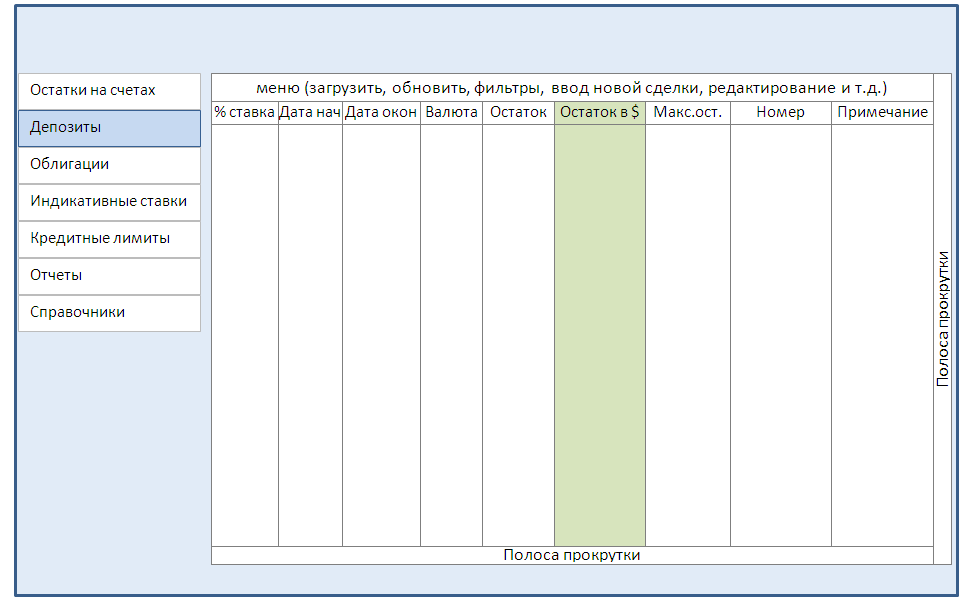 Остатки на счетах
Депозиты
Облигации
Индикативные ставки
Кредитные лимиты
Отчеты
Справочники
меню (загрузить, обновить, фильтры, ввод новой сделки, редактирование и т.д.)
% ставка Дата нач Дата окон Валюта Остаток Остаток в $ Макс.ост. Номер Примечание
Полоса прокрутки
Полоса прокрутки